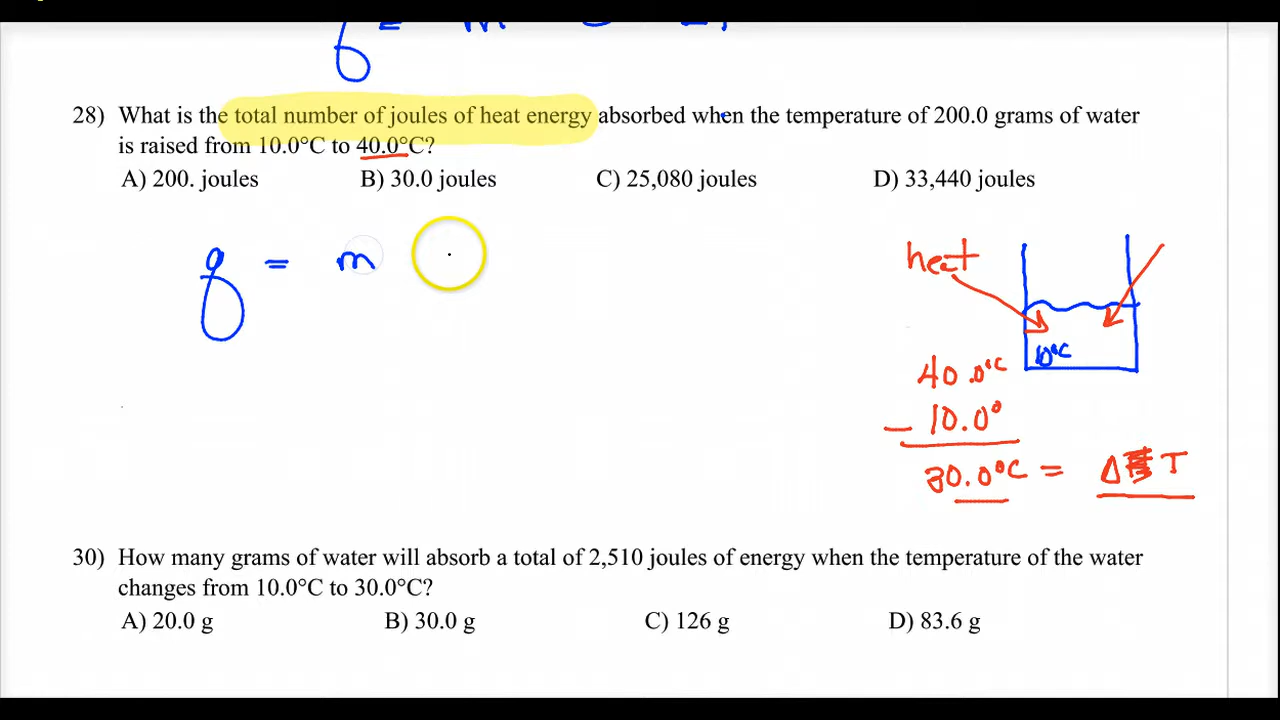 28) What is the total number of joules of heat energy absorbed when the temperature of 200.0 grams of water
is raised from 10.0°C to 40.0°C?
A) 200. joules B) 30.0 joules C) 25,080 joules D) 33,440 joules
q = m
heat
10°C
40.0°C
- 10.0°
30.0°C = Δ T
30) How many grams of water will absorb a total of 2,510 joules of energy when the temperature of the water
changes from 10.0°C to 30.0°C?
A) 20.0 g B) 30.0 g C) 126 g D) 83.6 g